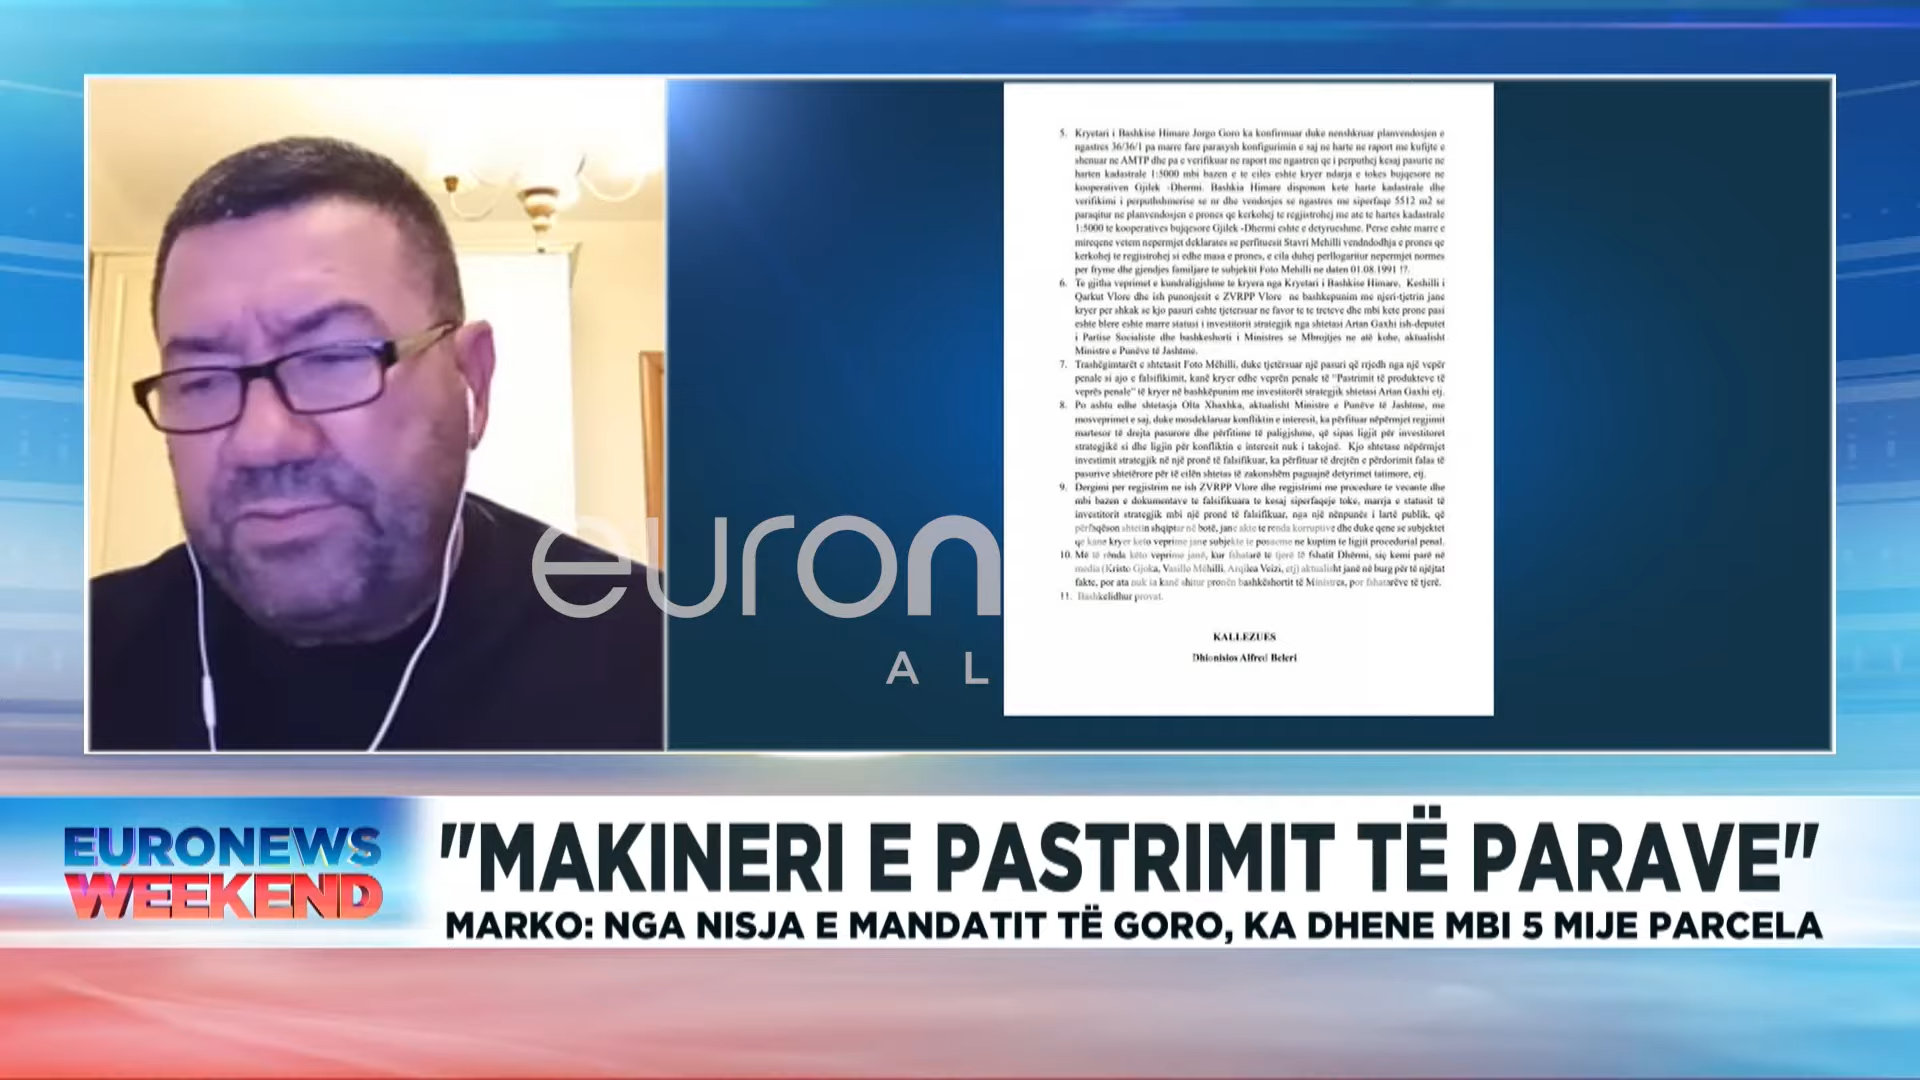 5. Kryetari i Bashkise Himare Jorgo Goro ka konfirmuar duke nenshkruar planvendosjen e
ngastres 36/36/1 pa marre fare parasysh konfigurimin e saj ne harte ne raport me kufijte e
shenuar ne AMTP dhe pa e verifikuar ne raport me ngastren qe i perputhej kesaj pasurie ne
harten kadastrale 1:5000 mbi bazen e te ciles eshte kryer ndarja e tokes bujqesore ne
kooperativen Gjilek -Dhermi. Bashkia Himare disponon kete harte kadastrale dhe
verifikimi i perputhshmerise se nr dhe vendosjes se ngastres me siperfaqe 5512 m2 se
paraqitur ne planvendosjen e prones qe kerkohej te regjistrohej me ate te hartes kadastrale
1:5000 te kooperatives bujqesore Gjilek -Dhermi eshte e detyrueshme. Perse eshte marre e
mireqene vetem nepermjet deklarates se perfituesit Stavri Mehilli vendndodhja e prones qe
kerkohej te regjistrohej si edhe masa e prones, e cila duhej perllogaritur nepermjet normes
per fryme dhe gjendjes familjare te subjektit Foto Mehilli ne daten 01.08.1991 !?.
6. Te gjitha veprimet e kundraligjshme te kryera nga Kryetari i Bashkise Himare, Keshilli i
Qarkut Vlore dhe ish punonjesit e ZVRPP Vlore ne bashkepunim me njeri-tjetrin jane
kryer per shkak se kjo pasuri eshte tjetersuar ne favor te te treteve dhe mbi kete prone pasi
eshte blere eshte marre statusi i investitorit strategjik nga shtetasi Artan Gaxhi ish-deputet
i Partise Socialiste dhe bashkeshorti i Ministres se Mbrojtjes ne atë kohe, aktualisht
Ministre e Punëve të Jashtme.
7. Trashëgimtarët e shtetasit Foto Mëhilli, duke tjetërsuar një pasuri që rrjedh nga një vepër
penale si ajo e falsifikimit, kanë kryer edhe veprën penale të "Pastrimit të produkteve të
veprës penale" të kryer në bashkëpunim me investitorët strategjik shtetasi Artan Gaxhi etj.
8. Po ashtu edhe shtetasja Olta Xhaxhka, aktualisht Ministre e Punëve të Jashtme, me
mosveprimet e saj, duke mosdeklaruar konfliktin e interesit, ka përfituar nëpërmjet regjimit
martesor të drejta pasurore dhe përfitime të paligjshme, që sipas ligjit për investitoret
strategjikë si dhe ligjin për konfliktin e interesit nuk i takojnë. Kjo shtetase nëpërmjet
investimit strategjik në një pronë të falsifikuar, ka përfituar të drejtën e përdorimit falas të
pasurive shtetërore për të cilën shtetas të zakonshëm paguajnë detyrimet tatimore, etj.
9. Dergimi per regjistrim ne ish ZVRPP Vlore dhe regjistrimi me procedure te vecante dhe
mbi bazen e dokumentave te falsifikuara te kesaj siperfaqeje toke, marrja e statusit të
investitorit strategjik mbi një pronë të falsifikuar, nga një nënpunës i lartë publik, që
përfaqëson shtetin shqiptar në botë, jane akte te renda korruptive dhe duke qene se subjektet
qe kane kryer keto veprime jane subjekte te posacme ne kuptim te ligjit procedurial penal.
10. Më të rënda këto veprime janë, kur fshatarë te tjerë të fshatit Dhërmi, siç kemi parë në
media (Kristo Gjoka, Vasillo Mëhilli, Arqilea Veizi, etj) aktualisht janë në burg për të njëjtat
fakte, por ata nuk ia kanë shitur pronën bashkëshortit të Ministres, por fshatarëve të tjerë.
11. Bashkelidhur provat.
KALLEZUES
Dhionisios Alfred Beleri
euron
AL
EURONEWS
WEEKEND
"MAKINERI E PASTRIMIT TË PARAVE"
MARKO: NGA NISJA E MANDATIT TË GORO, KA DHENE MBI 5 MIJE PARCELA